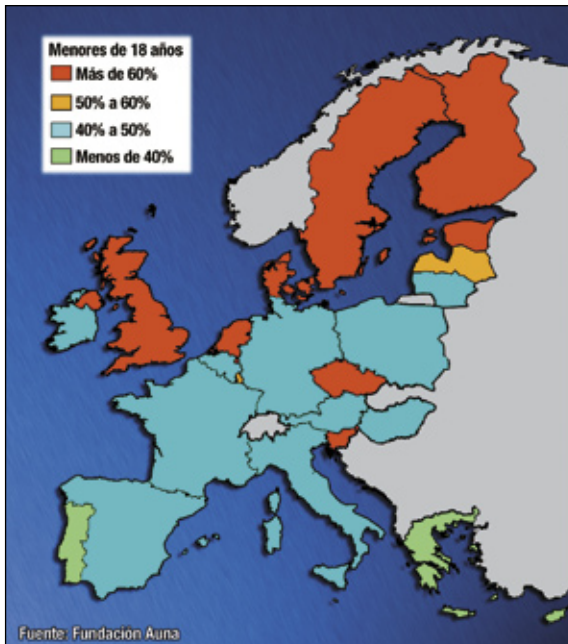 Menores de 18 años
Más de 60%
50% a 60%
40% a 50%
Menos de 40%
Fuente: Fundación Auna